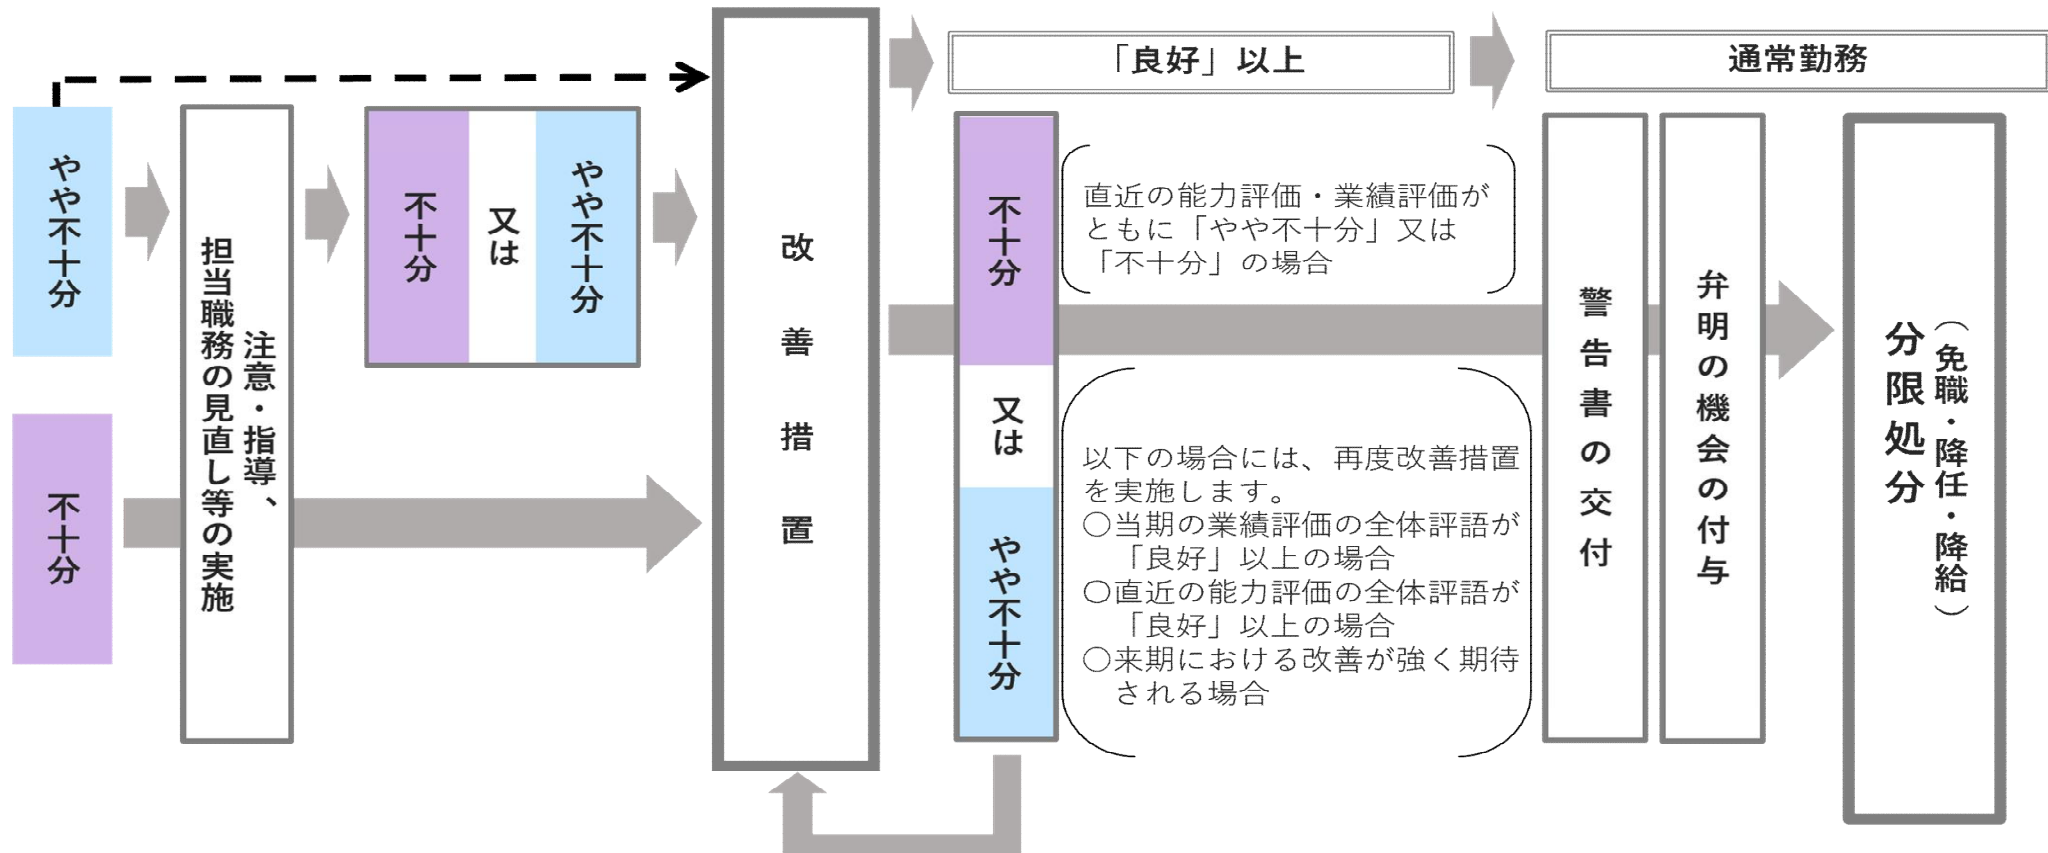 やや不十分
不十分
注意・指導、
担当職務の見直し等の実施
不十分
又は
やや不十分
改善措置
「良好」以上
通常勤務
不十分
又は
やや不十分
直近の能力評価・業績評価が
ともに「やや不十分」又は
「不十分」の場合
以下の場合には、再度改善措置
を実施します。
○当期の業績評価の全体評語が
「良好」以上の場合
○直近の能力評価の全体評語が
「良好」以上の場合
○来期における改善が強く期待
される場合
警告書の交付
弁明の機会の付与
分限処分
（免職・降任・降給）